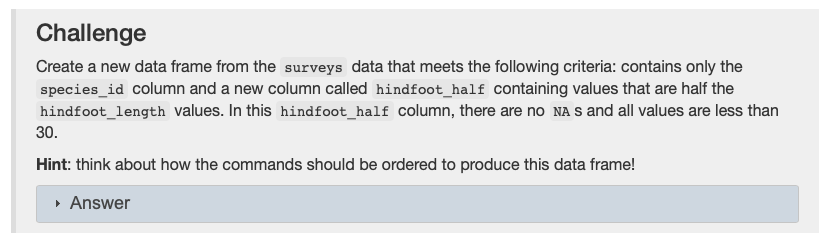 Challenge
Create a new data frame from the surveys data that meets the following criteria: contains only the
species_id column and a new column called hindfoot_half containing values that are half the
hindfoot_length values. In this hindfoot_half column, there are no NA s and all values are less than
30.
Hint: think about how the commands should be ordered to produce this data frame!
Answer